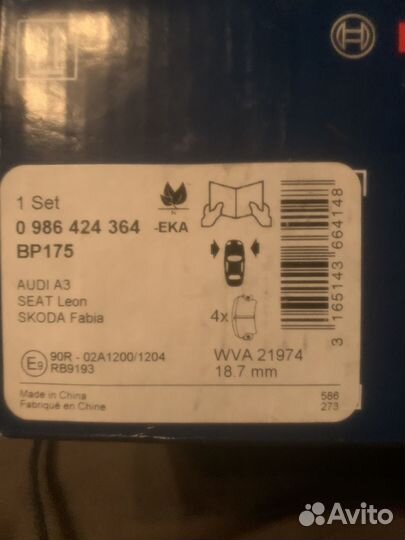 BOSCH
1 Set
0 986 424 364 -EKA
BP175
AUDI A3
SEAT Leon
SKODA Fabia
4x
E9 90R - 02A1200/1204
RB9193
WVA 21974
18.7 mm
Made in China
Fabriqué en Chine
586
273
3 165143 664148
Avito